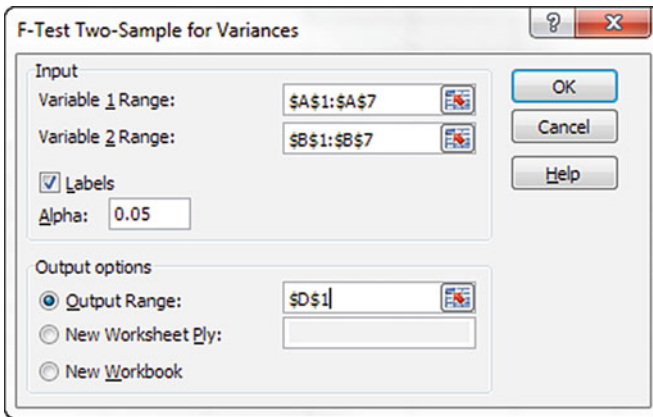 F-Test Two-Sample for Variances
Input
Variable 1 Range: $A$1:$A$7
Variable 2 Range: $B$1:$B$7
Labels
Alpha: 0.05
OK
Cancel
Help
Output options
Output Range: $D$1
New Worksheet Ply:
New Workbook